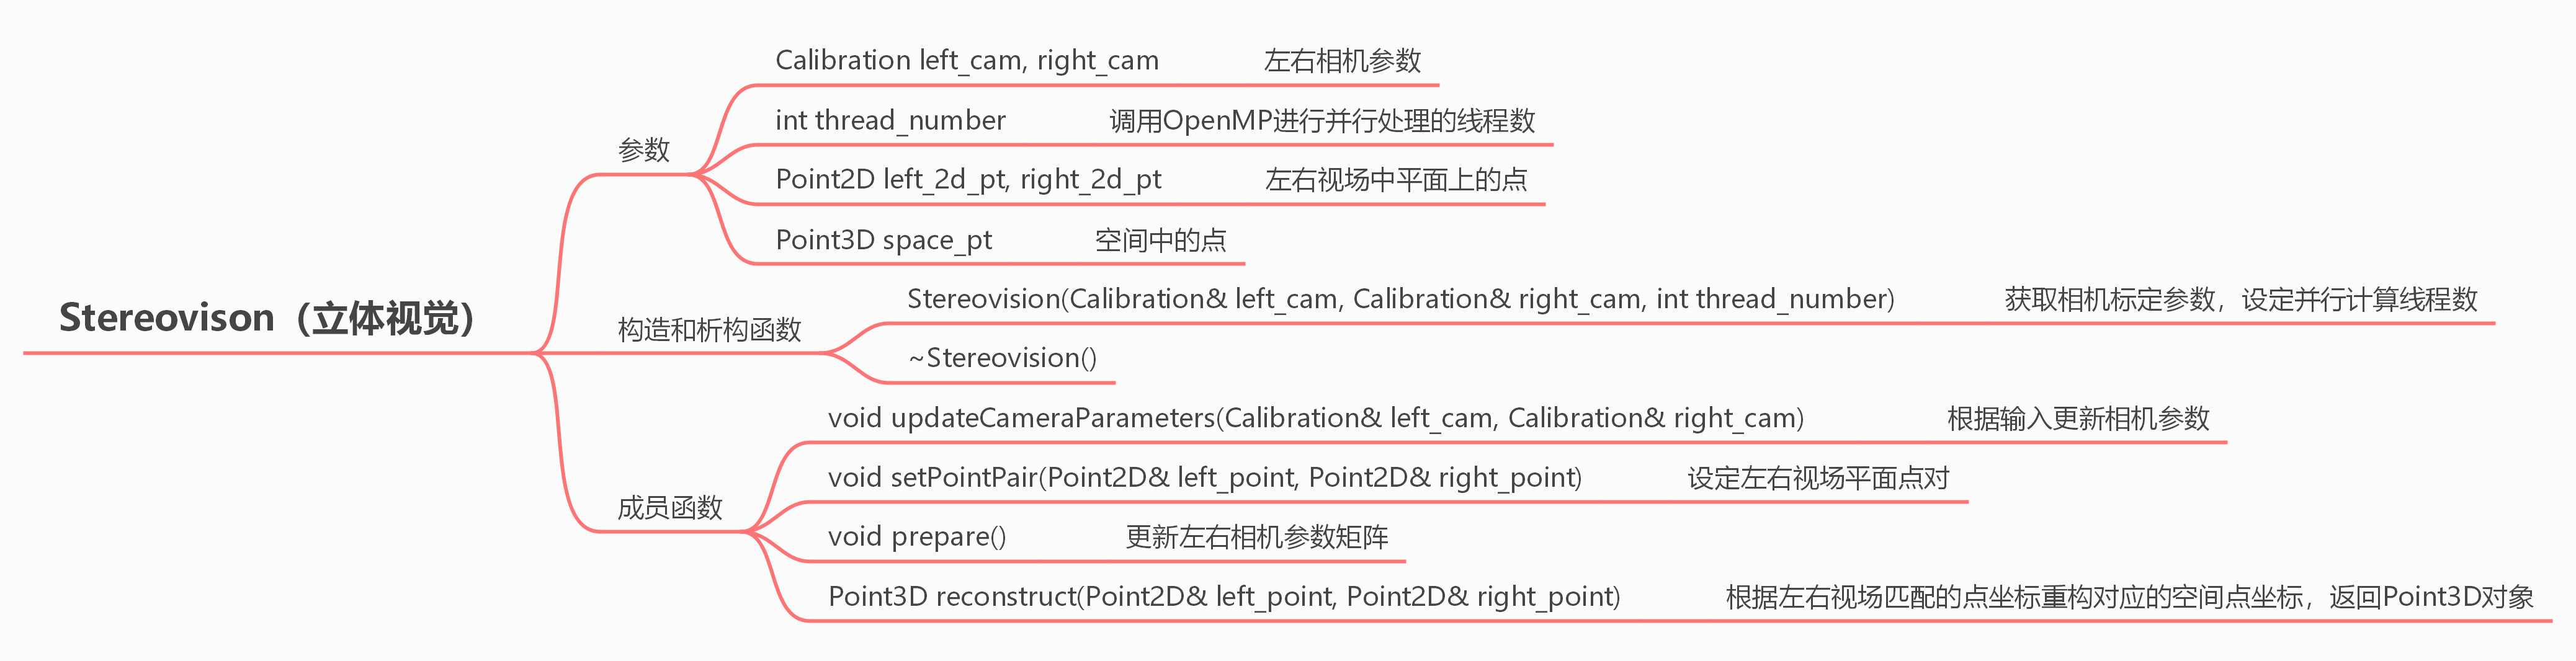 Stereovison（立体视觉）
参数
Calibration left_cam, right_cam 左右相机参数
int thread_number 调用OpenMP进行并行处理的线程数
Point2D left_2d_pt, right_2d_pt 左右视场中平面上的点
Point3D space_pt 空间中的点
构造和析构函数
Stereovision(Calibration& left_cam, Calibration& right_cam, int thread_number) 获取相机标定参数，设定并行计算线程数
~Stereovision()
成员函数
void updateCameraParameters(Calibration& left_cam, Calibration& right_cam) 根据输入更新相机参数
void setPointPair(Point2D& left_point, Point2D& right_point) 设定左右视场平面点对
void prepare() 更新左右相机参数矩阵
Point3D reconstruct(Point2D& left_point, Point2D& right_point) 根据左右视场匹配的点坐标重构对应的空间点坐标，返回Point3D对象